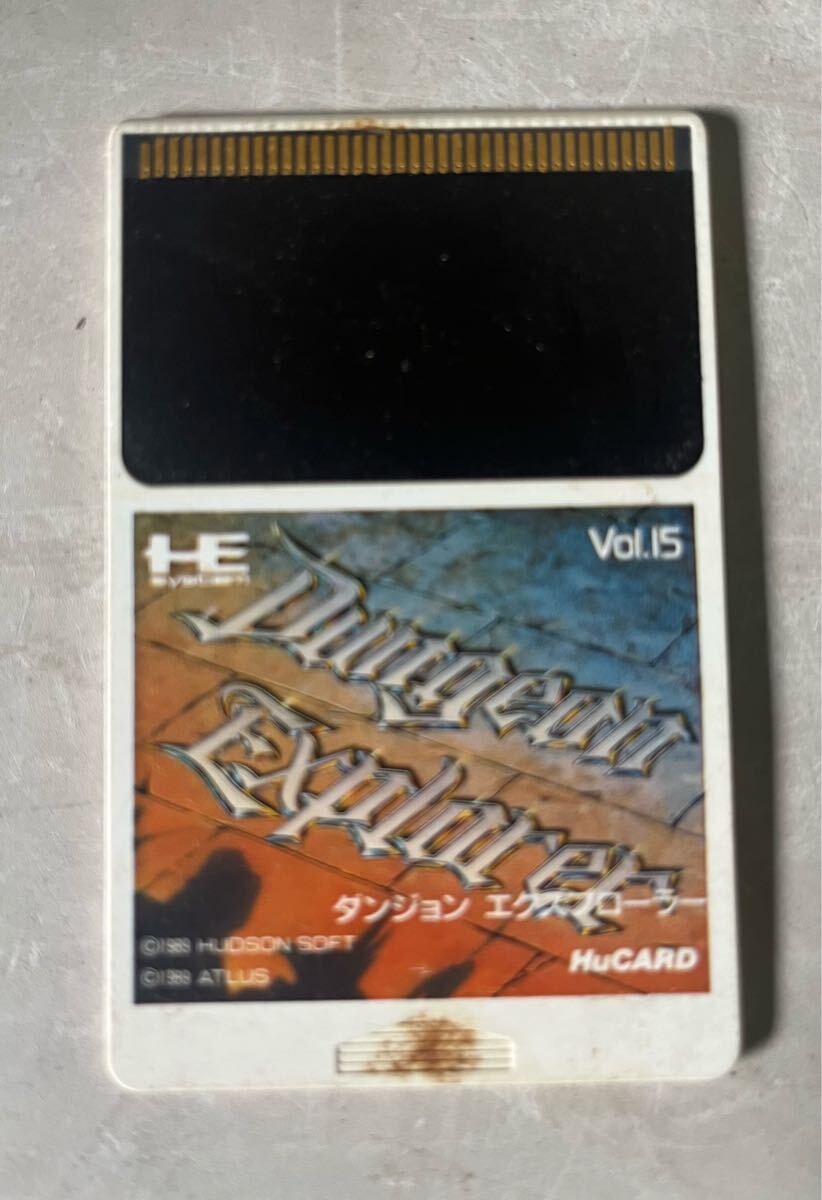 HE
system
Vol.15
Dungeon
Explorer
ダンジョン エクスプローラー
©1989 HUDSON SOFT
©1989 ATLUS
HuCARD